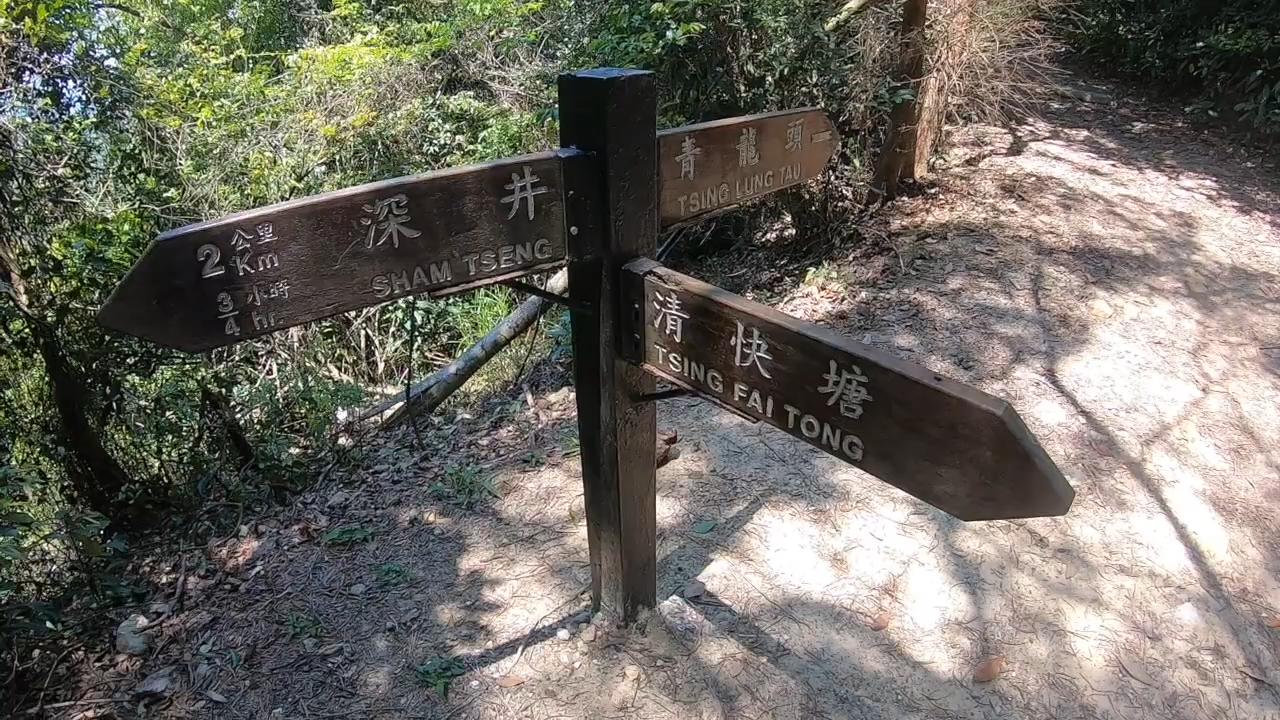 深井
SHAM TSENG
2 公里
Km
3/4 小時
hr
青龍頭
TSING LUNG TAU
清快塘
TSING FAI TONG